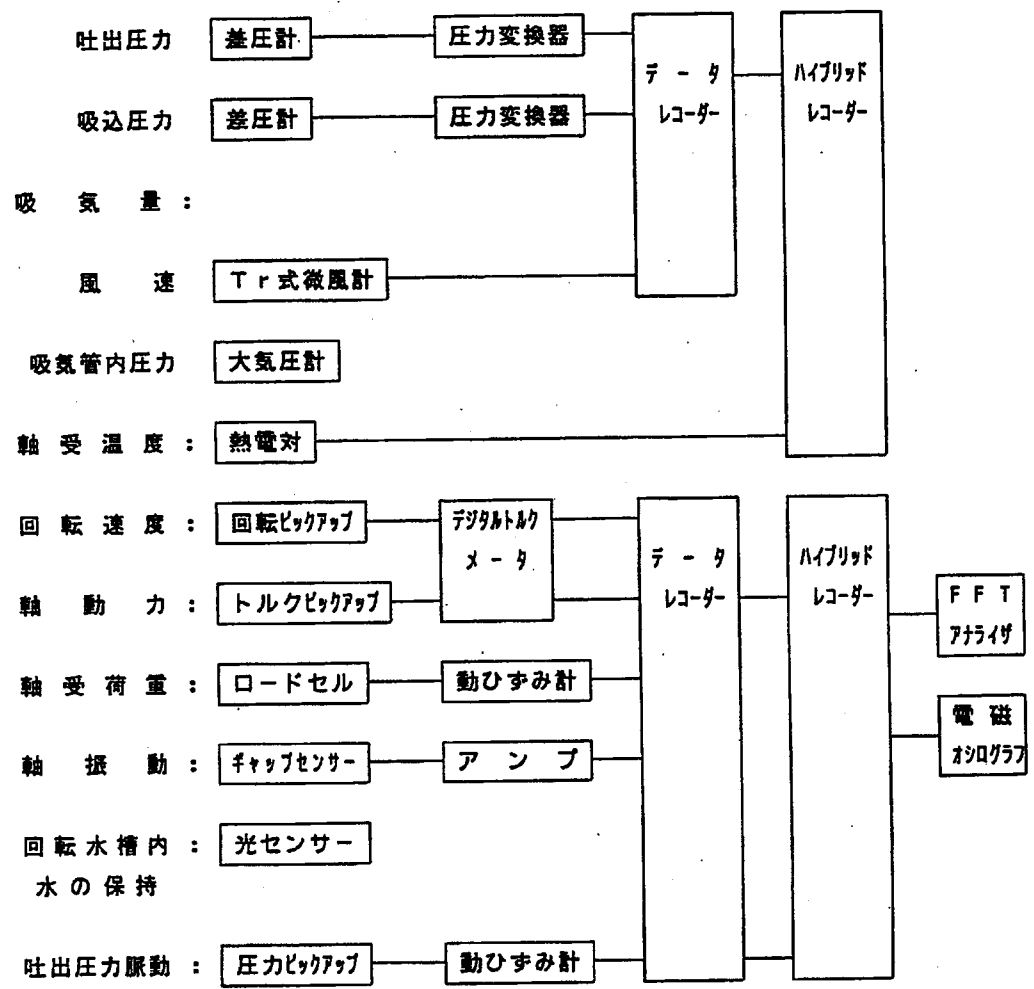 吐出圧力 差圧計 圧力変換器
データ ハイブリッド
レコーダー レコーダー
吸込圧力 差圧計 圧力変換器
吸気量:
風速 Tr式微風計
吸気管内圧力 大気圧計
軸受温度: 熱電対
回転速度: 回転ピックアップ デジタルトルク
メータ
データ ハイブリッド
レコーダー レコーダー
軸動力: トルクピックアップ
FFT
アナライザ
軸受荷重: ロードセル 動ひずみ計
電磁
オシログラフ
軸振動: ギャップセンサー アンプ
回転水槽内: 光センサー
水の保持
吐出圧力脈動: 圧力ピックアップ 動ひずみ計